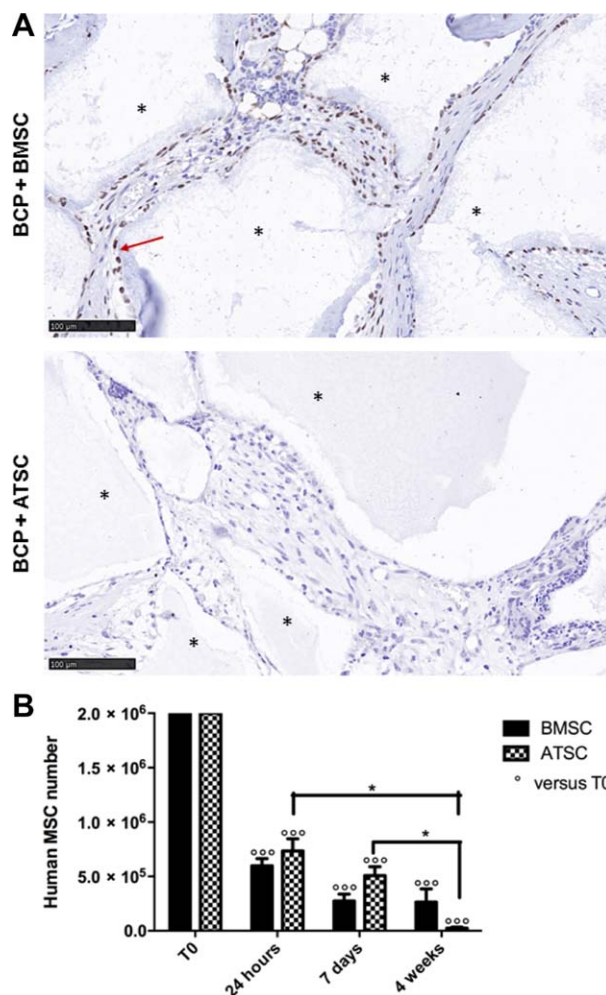 A
BCP + BMSC
*
*
*
*
100 µm
BCP + ATSC
*
*
*
*
100 µm
B
Human MSC number
2.0 × 10⁶
1.5 × 10⁶
1.0 × 10⁶
5.0 × 10⁵
0.0
°°° °°° °°° °°° °°° °°°
* *
T0 24 hours 7 days 4 weeks
BMSC
ATSC
° versus T0